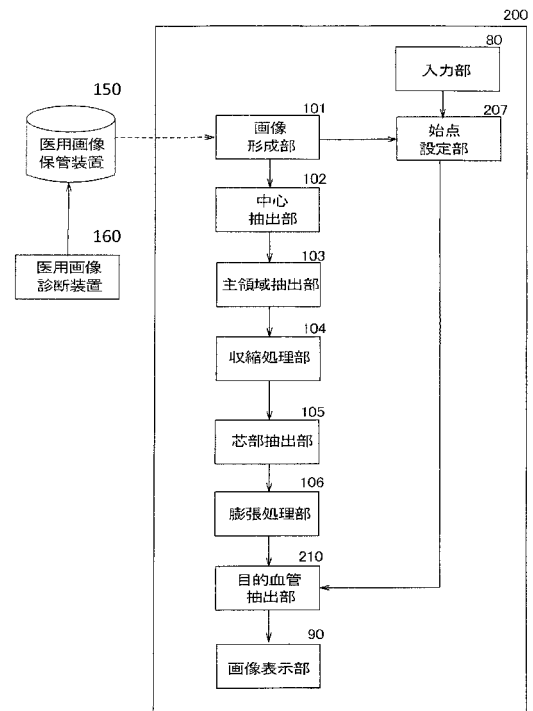 200
80
入力部
150
医用画像
保管装置
101
画像
形成部
207
始点
設定部
102
中心
抽出部
160
医用画像
診断装置
103
主領域抽出部
104
収縮処理部
105
芯部抽出部
106
膨張処理部
210
目的血管
抽出部
90
画像表示部